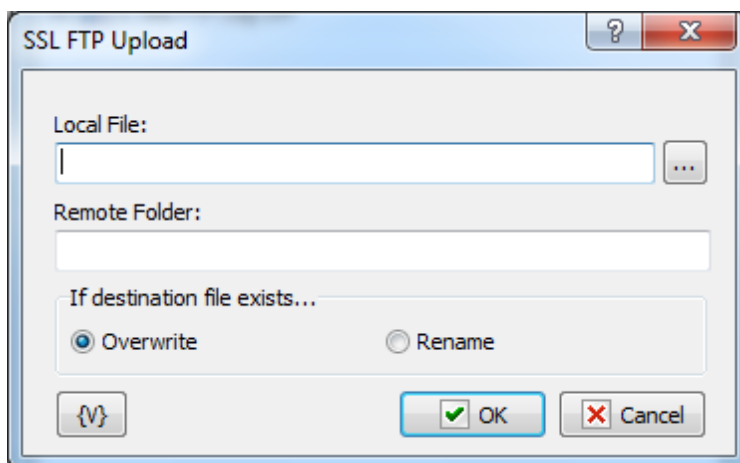 SSL FTP Upload
Local File:
...
Remote Folder:
If destination file exists...
Overwrite Rename
{V} OK Cancel